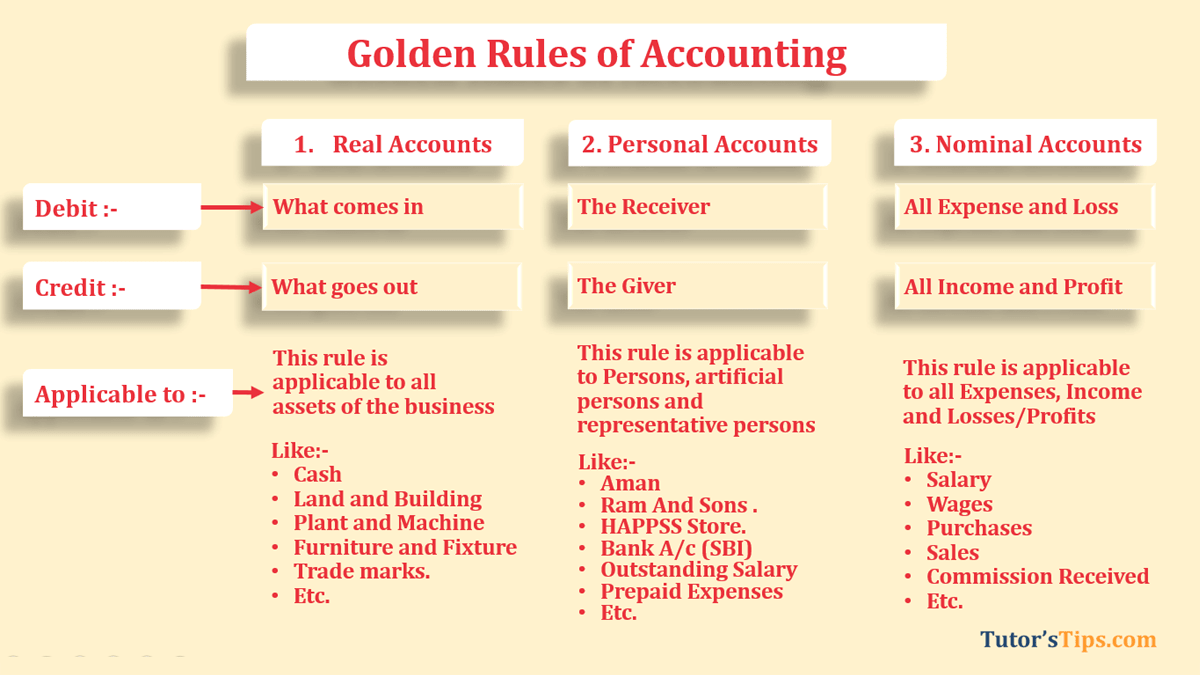 Golden Rules of Accounting
1. Real Accounts
2. Personal Accounts
3. Nominal Accounts
Debit :-
What comes in
The Receiver
All Expense and Loss
Credit :-
What goes out
The Giver
All Income and Profit
Applicable to :-
This rule is
applicable to all
assets of the business
Like:-
• Cash
• Land and Building
• Plant and Machine
• Furniture and Fixture
• Trade marks.
• Etc.
This rule is applicable
to Persons, artificial
persons and
representative persons
Like:-
• Aman
• Ram And Sons .
• HAPPSS Store.
• Bank A/c (SBI)
• Outstanding Salary
• Prepaid Expenses
• Etc.
This rule is applicable
to all Expenses, Income
and Losses/Profits
Like:-
• Salary
• Wages
• Purchases
• Sales
• Commission Received
• Etc.
Tutor'sTips.com